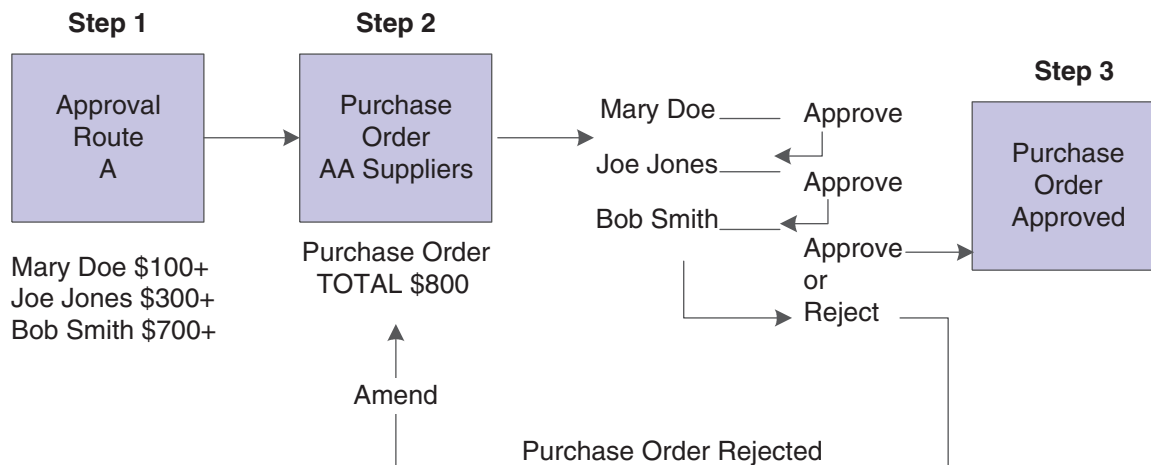 Step 1
Approval
Route
A
Mary Doe $100+
Joe Jones $300+
Bob Smith $700+
Step 2
Purchase
Order
AA Suppliers
Purchase Order
TOTAL $800
Mary Doe
Approve
Joe Jones
Approve
Bob Smith
Approve
or
Reject
Step 3
Purchase
Order
Approved
Amend
Purchase Order Rejected